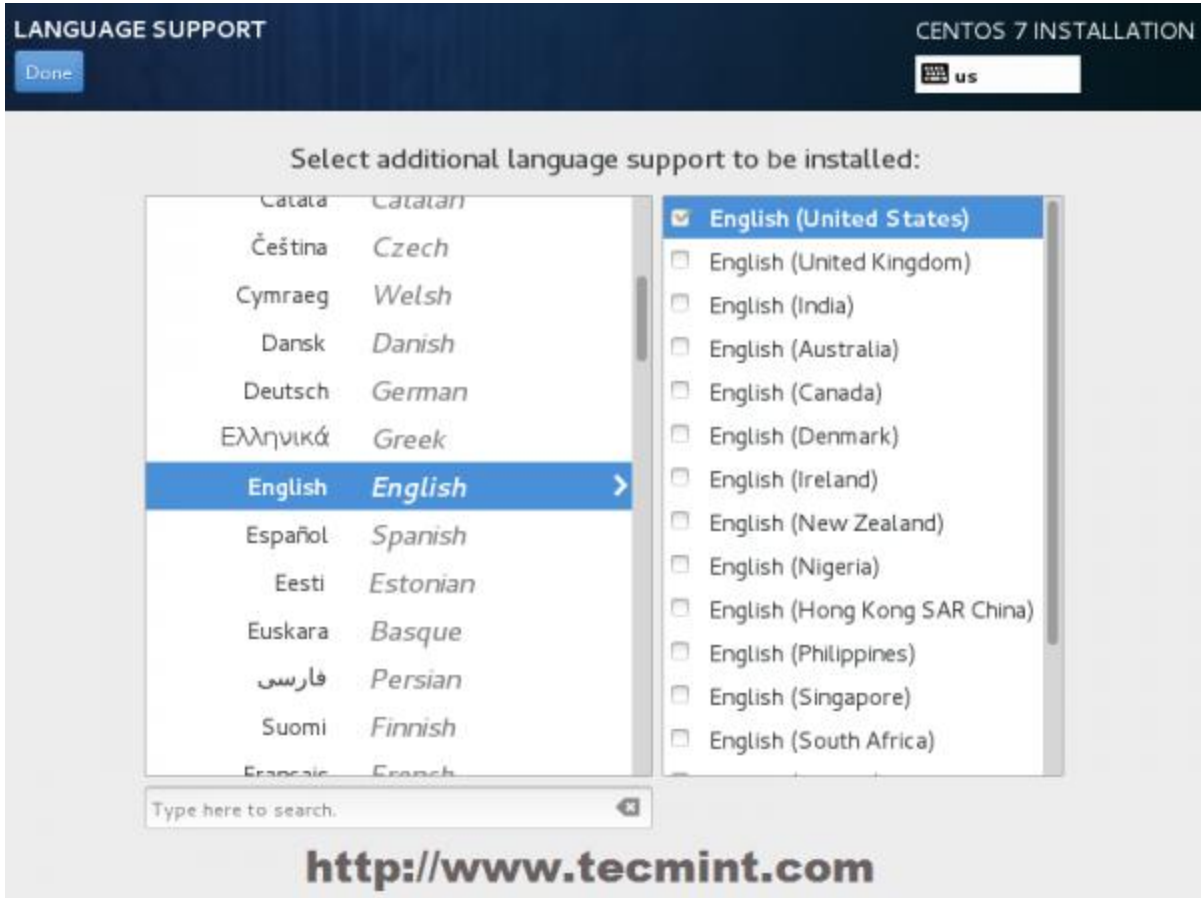 LANGUAGE SUPPORT
CENTOS 7 INSTALLATION
Done
us
Select additional language support to be installed:
Català Catalan
Čeština Czech
Cymraeg Welsh
Dansk Danish
Deutsch German
Ελληνικά Greek
English English
Español Spanish
Eesti Estonian
Euskara Basque
فارسی Persian
Suomi Finnish
Français French
English (United States)
English (United Kingdom)
English (India)
English (Australia)
English (Canada)
English (Denmark)
English (Ireland)
English (New Zealand)
English (Nigeria)
English (Hong Kong SAR China)
English (Philippines)
English (Singapore)
English (South Africa)
Type here to search.
http://www.tecmint.com